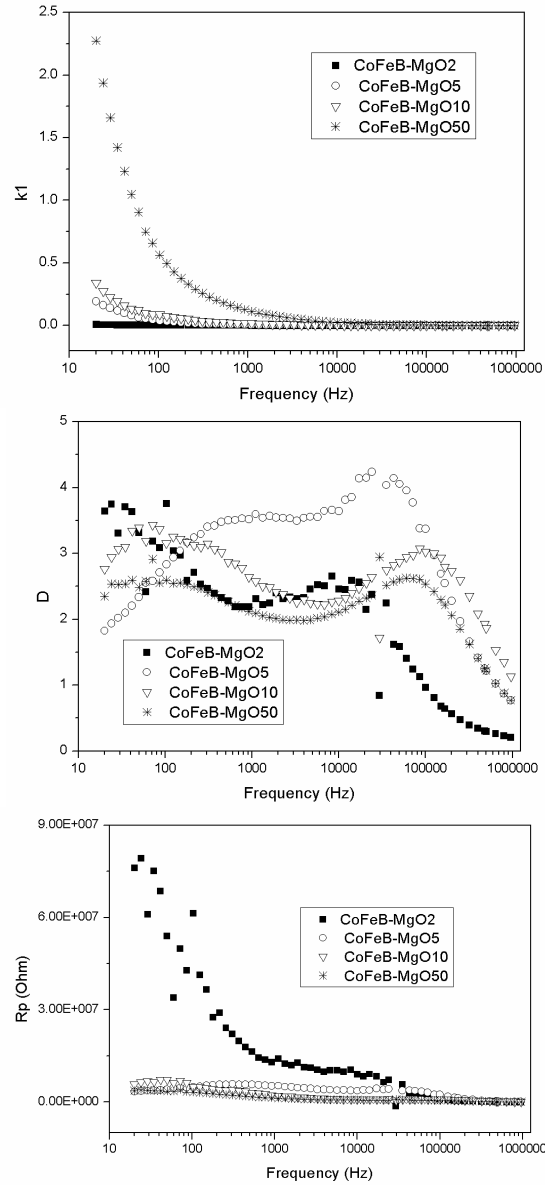 2.5
2.0
1.5
1.0
0.5
0.0
k1
CoFeB-MgO2
CoFeB-MgO5
CoFeB-MgO10
CoFeB-MgO50
10 100 1000 10000 100000 1000000
Frequency (Hz)
5
4
3
2
1
0
D
CoFeB-MgO2
CoFeB-MgO5
CoFeB-MgO10
CoFeB-MgO50
10 100 1000 10000 100000 1000000
Frequency (Hz)
9.00E+007
6.00E+007
3.00E+007
0.00E+000
Rp (Ohm)
CoFeB-MgO2
CoFeB-MgO5
CoFeB-MgO10
CoFeB-MgO50
10 100 1000 10000 100000 1000000
Frequency (Hz)